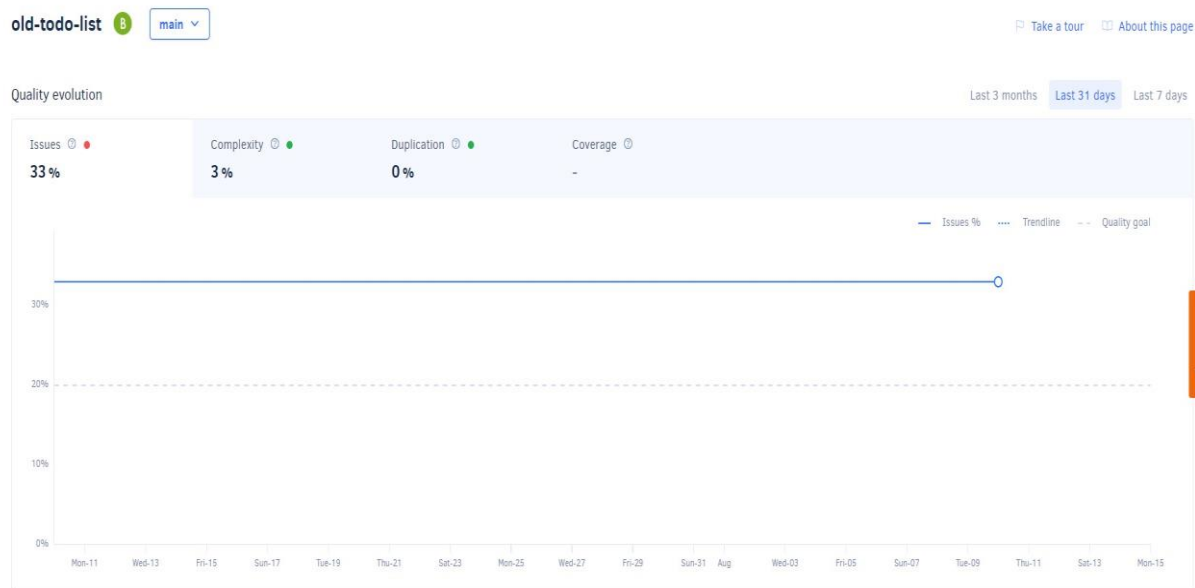 old-todo-list B main
Take a tour About this page
Quality evolution
Last 3 months Last 31 days Last 7 days
Issues Complexity Duplication Coverage
33 % 3 % 0 % -
Issues % Trendline Quality goal
30%
20%
10%
0%
Mon-11 Wed-13 Fri-15 Sun-17 Tue-19 Thu-21 Sat-23 Mon-25 Wed-27 Fri-29 Sun-31 Aug Wed-03 Fri-05 Sun-07 Tue-09 Thu-11 Sat-13 Mon-15